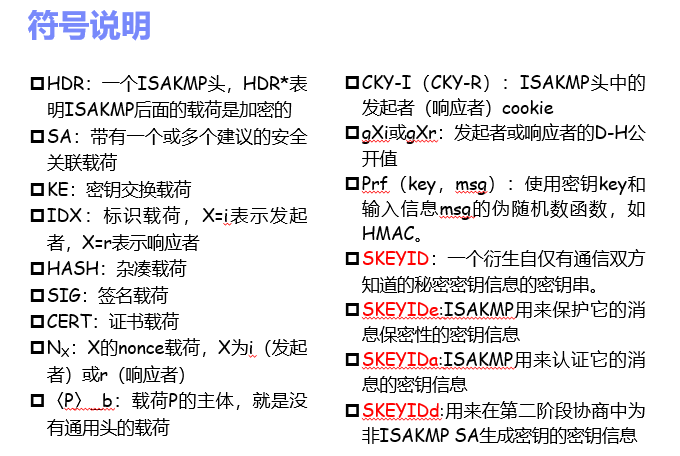 符号说明
HDR：一个ISAKMP头，HDR*表
明ISAKMP后面的载荷是加密的
SA：带有一个或多个建议的安全
关联载荷
KE：密钥交换载荷
IDX：标识载荷，X=i表示发起
者，X=r表示响应者
HASH：杂凑载荷
SIG：签名载荷
CERT：证书载荷
NX：X的nonce载荷，X为i（发起
者）或r（响应者）
〈P〉_b：载荷P的主体，就是没
有通用头的载荷
CKY-I（CKY-R）：ISAKMP头中的
发起者（响应者）cookie
gXi或gXr：发起者或响应者的D-H公
开值
Prf（key，msg）：使用密钥key和
输入信息msg的伪随机数函数，如
HMAC。
SKEYID：一个衍生自仅有通信双方
知道的秘密密钥信息的密钥串。
SKEYIDe:ISAKMP用来保护它的消
息保密性的密钥信息
SKEYIDa:ISAKMP用来认证它的消
息的密钥信息
SKEYIDd:用来在第二阶段协商中为
非ISAKMP SA生成密钥的密钥信息